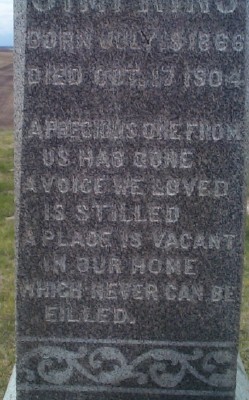 BORN JULY 18 1866
DIED OCT. 17 1904
A PRECIOUS ONE FROM
US HAS GONE
A VOICE WE LOVED
IS STILLED
A PLACE IS VACANT
IN OUR HOME
WHICH NEVER CAN BE
FILLED.